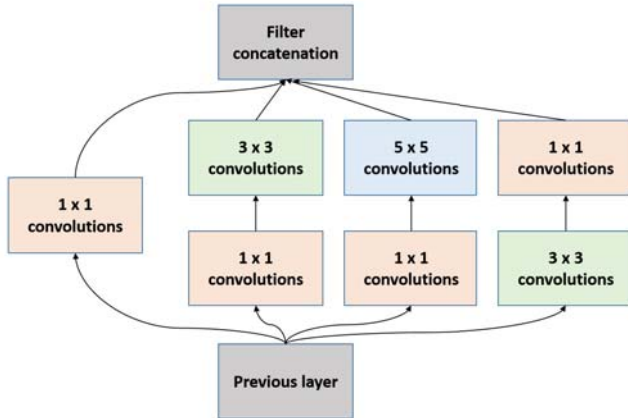 Filter
concatenation
3 x 3
convolutions
5 x 5
convolutions
1 x 1
convolutions
1 x 1
convolutions
1 x 1
convolutions
1 x 1
convolutions
3 x 3
convolutions
Previous layer